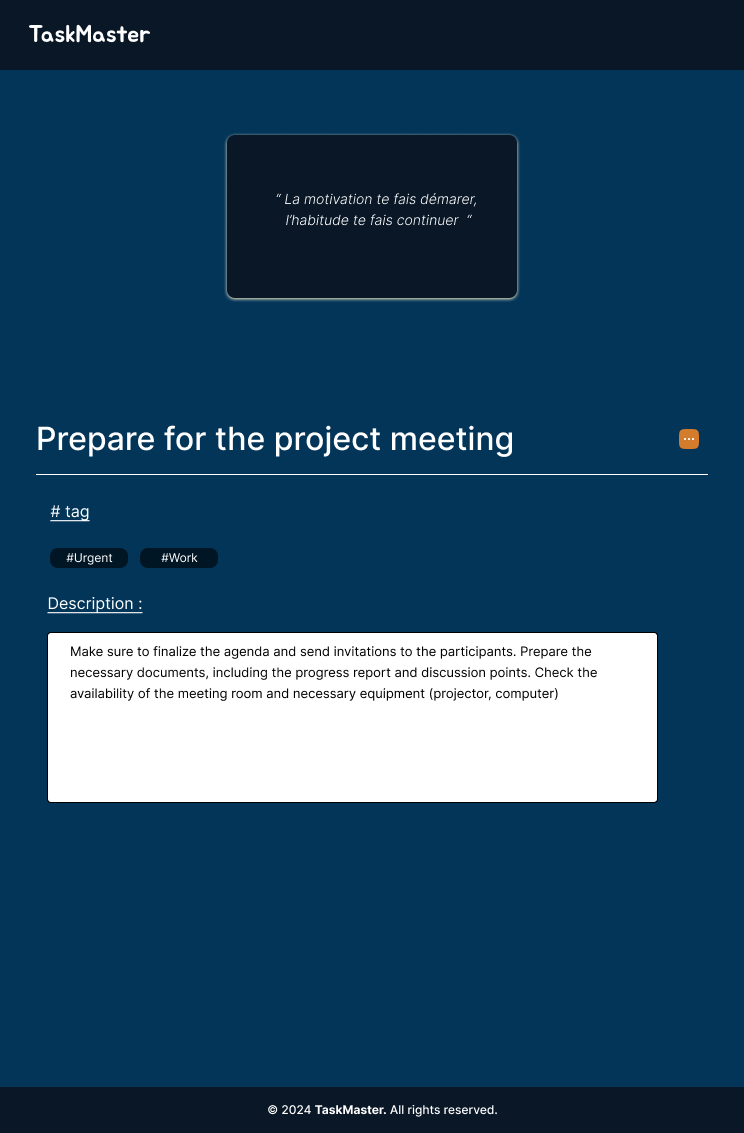 TaskMaster
“ La motivation te fais démarer,
l’habitude te fais continuer “
Prepare for the project meeting
...
# tag
#Urgent #Work
Description :
Make sure to finalize the agenda and send invitations to the participants. Prepare the
necessary documents, including the progress report and discussion points. Check the
availability of the meeting room and necessary equipment (projector, computer)
© 2024 TaskMaster. All rights reserved.